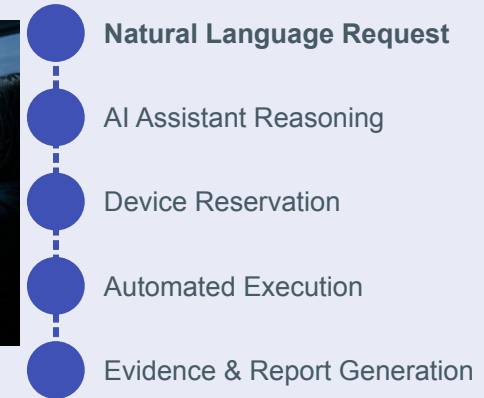 Natural Language Request
AI Assistant Reasoning
Device Reservation
Automated Execution
Evidence & Report Generation